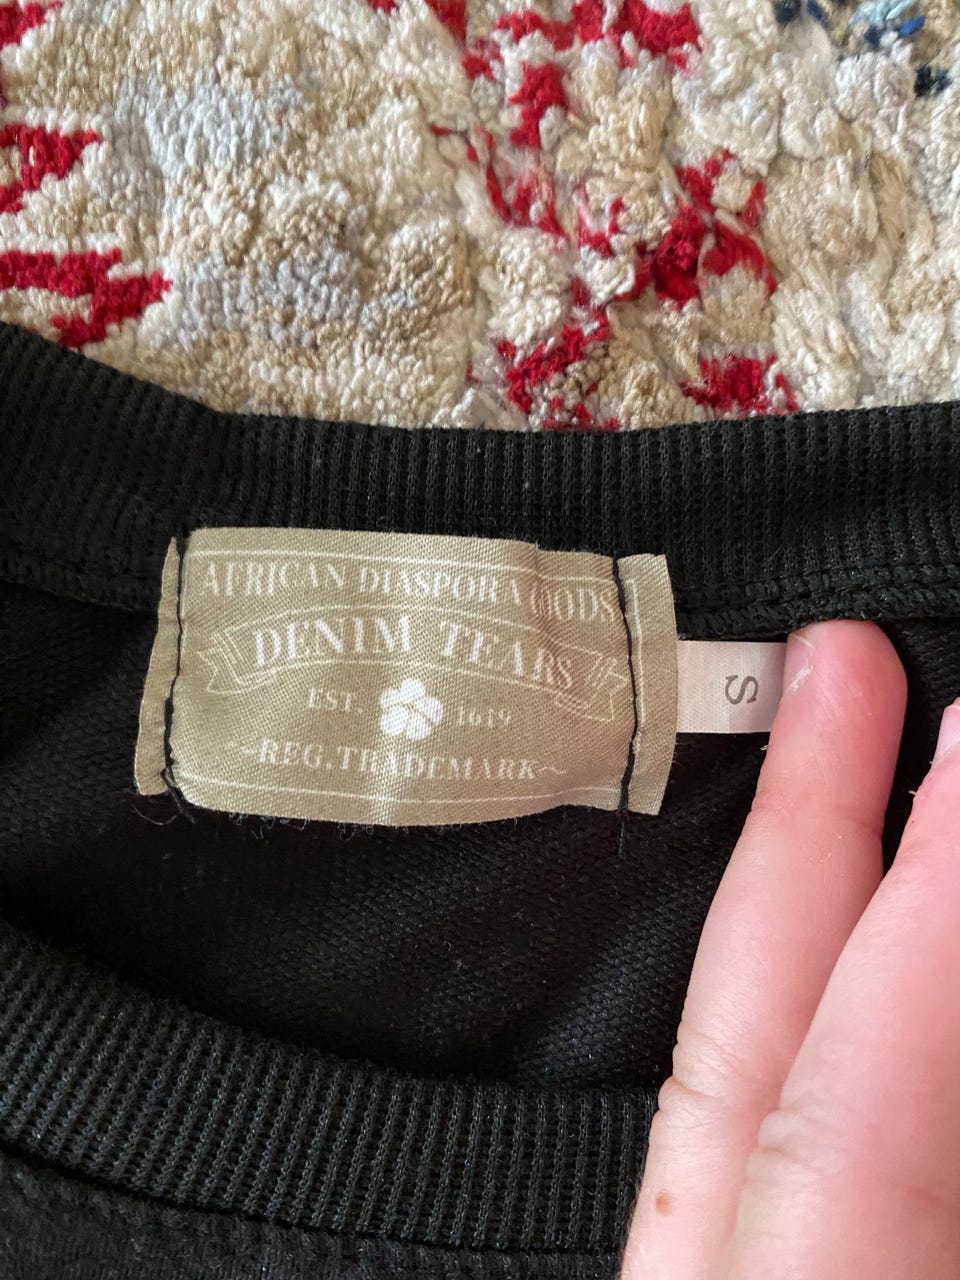 AFRICAN DIASPORA GOODS
DENIM TEARS
EST. 1619
~REG.TRADEMARK~
S